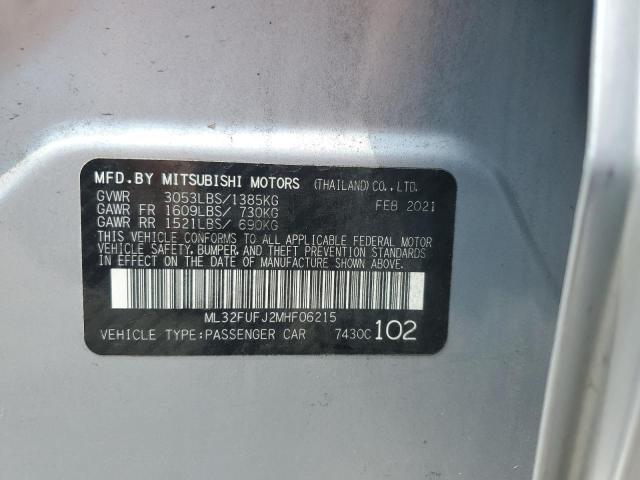 MFD.BY MITSUBISHI MOTORS (THAILAND)CO.,LTD.
GVWR 3053LBS/1385KG FEB 2021
GAWR FR 1609LBS/ 730KG
GAWR RR 1521LBS/ 690KG
THIS VEHICLE CONFORMS TO ALL APPLICABLE FEDERAL MOTOR
VEHICLE SAFETY, BUMPER, AND THEFT PREVENTION STANDARDS
IN EFFECT ON THE DATE OF MANUFACTURE SHOWN ABOVE.
ML32FUFJ2MHF06215
VEHICLE TYPE:PASSENGER CAR 7430C 102